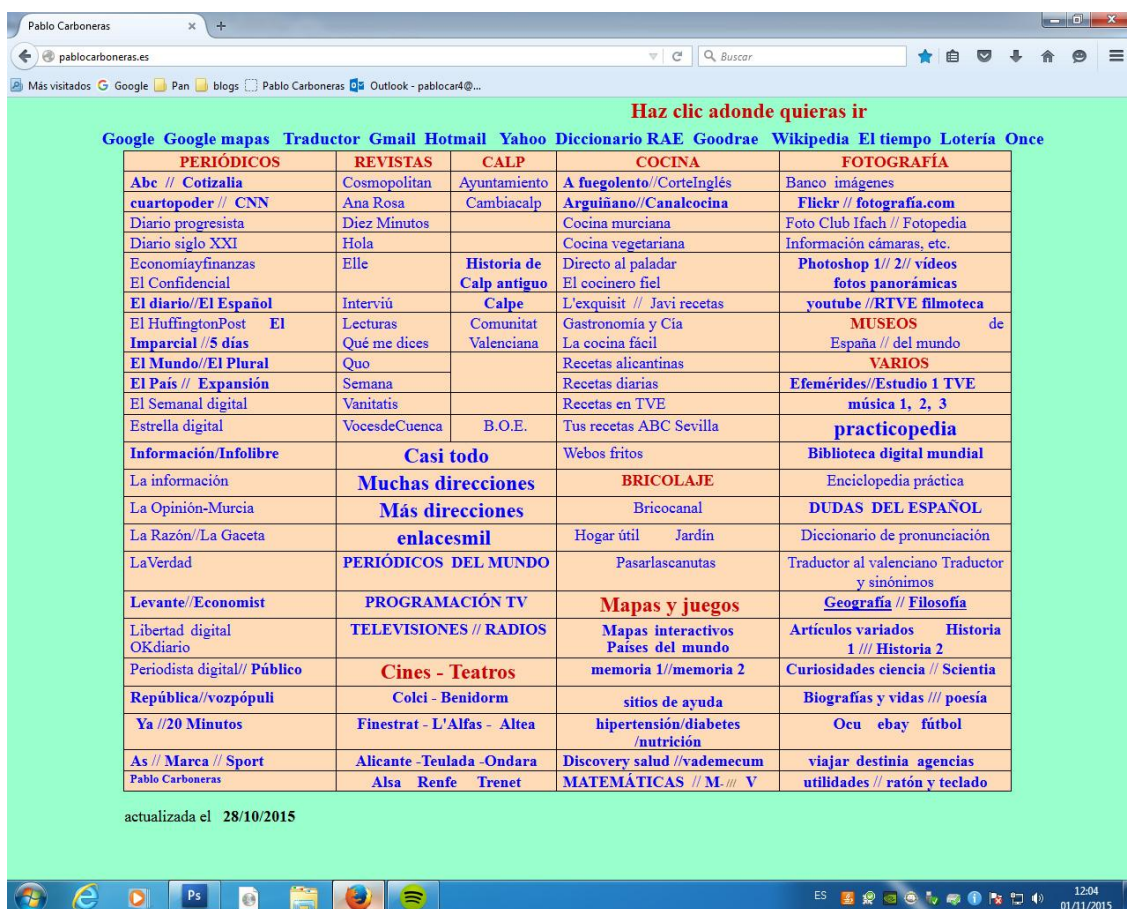 Pablo Carboneras
pablocarboneras.es
Buscar
Más visitados Google Pan blogs Pablo Carboneras Outlook - pablocar4@...
Haz clic adonde quieras ir
Google Google mapas Traductor Gmail Hotmail Yahoo Diccionario RAE Goodrae Wikipedia El tiempo Lotería Once
PERIÓDICOS REVISTAS CALP COCINA FOTOGRAFÍA
Abc // Cotizalia Cosmopolitan Ayuntamiento A fuegolento//CorteInglés Banco imágenes
cuartopoder // CNN Ana Rosa Cambiacalp Arguiñano//Canalcocina Flickr // fotografía.com
Diario progresista Diez Minutos Cocina murciana Foto Club Ifach // Fotopedia
Diario siglo XXI Hola Cocina vegetariana Información cámaras, etc.
Economíayfinanzas Elle Historia de Directo al paladar Photoshop 1// 2// vídeos
El Confidencial Calp antiguo El cocinero fiel fotos panorámicas
El diario//El Español Interviú Calpe L'exquisit // Javi recetas youtube //RTVE filmoteca
El HuffingtonPost El Lecturas Comunitat Gastronomía y Cía MUSEOS de
Imparcial //5 días Qué me dices Valenciana La cocina fácil España // del mundo
El Mundo//El Plural Quo Recetas alicantinas VARIOS
El País // Expansión Semana Recetas diarias Efemérides//Estudio 1 TVE
El Semanal digital Vanitatis Recetas en TVE música 1, 2, 3
Estrella digital VocesdeCuenca B.O.E. Tus recetas ABC Sevilla practicopedia
Información/Infolibre Casi todo Webos fritos Biblioteca digital mundial
La información Muchas direcciones BRICOLAJE Enciclopedia práctica
La Opinión-Murcia Más direcciones Bricocanal DUDAS DEL ESPAÑOL
La Razón//La Gaceta enlacesmil Hogar útil Jardín Diccionario de pronunciación
LaVerdad PERIÓDICOS DEL MUNDO Pasarlascanutas Traductor al valenciano Traductor
y sinónimos
Levante//Economist PROGRAMACIÓN TV Mapas y juegos Geografía // Filosofía
Libertad digital TELEVISIONES // RADIOS Mapas interactivos Artículos variados Historia
OKdiario Países del mundo 1 /// Historia 2
Periodista digital// Público Cines - Teatros memoria 1//memoria 2 Curiosidades ciencia // Scientia
República//vozpópuli Colci - Benidorm sitios de ayuda Biografías y vidas /// poesía
Ya //20 Minutos Finestrat - L'Alfas - Altea hipertensión/diabetes Ocu ebay fútbol
/nutrición
As // Marca // Sport Alicante -Teulada -Ondara Discovery salud //vademecum viajar destinia agencias
Pablo Carboneras Alsa Renfe Trenet MATEMÁTICAS // M- /// V utilidades // ratón y teclado
actualizada el 28/10/2015
Ps ES 12:04
01/11/2015